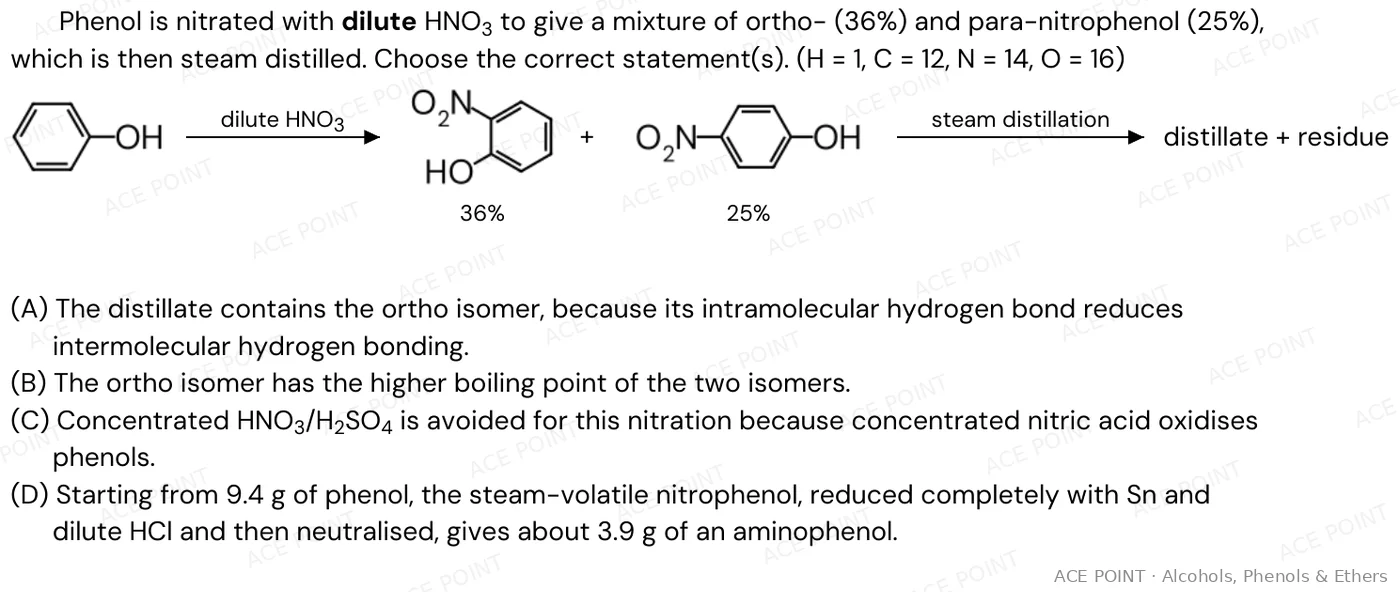 Phenol is nitrated with dilute HNO₃ to give a mixture of ortho- (36%) and para-nitrophenol (25%),
which is then steam distilled. Choose the correct statement(s). (H = 1, C = 12, N = 14, O = 16)
OH
dilute HNO₃
O₂N
HO
36%
+
O₂N
OH
25%
steam distillation
distillate + residue
(A) The distillate contains the ortho isomer, because its intramolecular hydrogen bond reduces
intermolecular hydrogen bonding.
(B) The ortho isomer has the higher boiling point of the two isomers.
(C) Concentrated HNO₃/H₂SO₄ is avoided for this nitration because concentrated nitric acid oxidises
phenols.
(D) Starting from 9.4 g of phenol, the steam-volatile nitrophenol, reduced completely with Sn and
dilute HCl and then neutralised, gives about 3.9 g of an aminophenol.
ACE POINT · Alcohols, Phenols & Ethers
ACE POINT